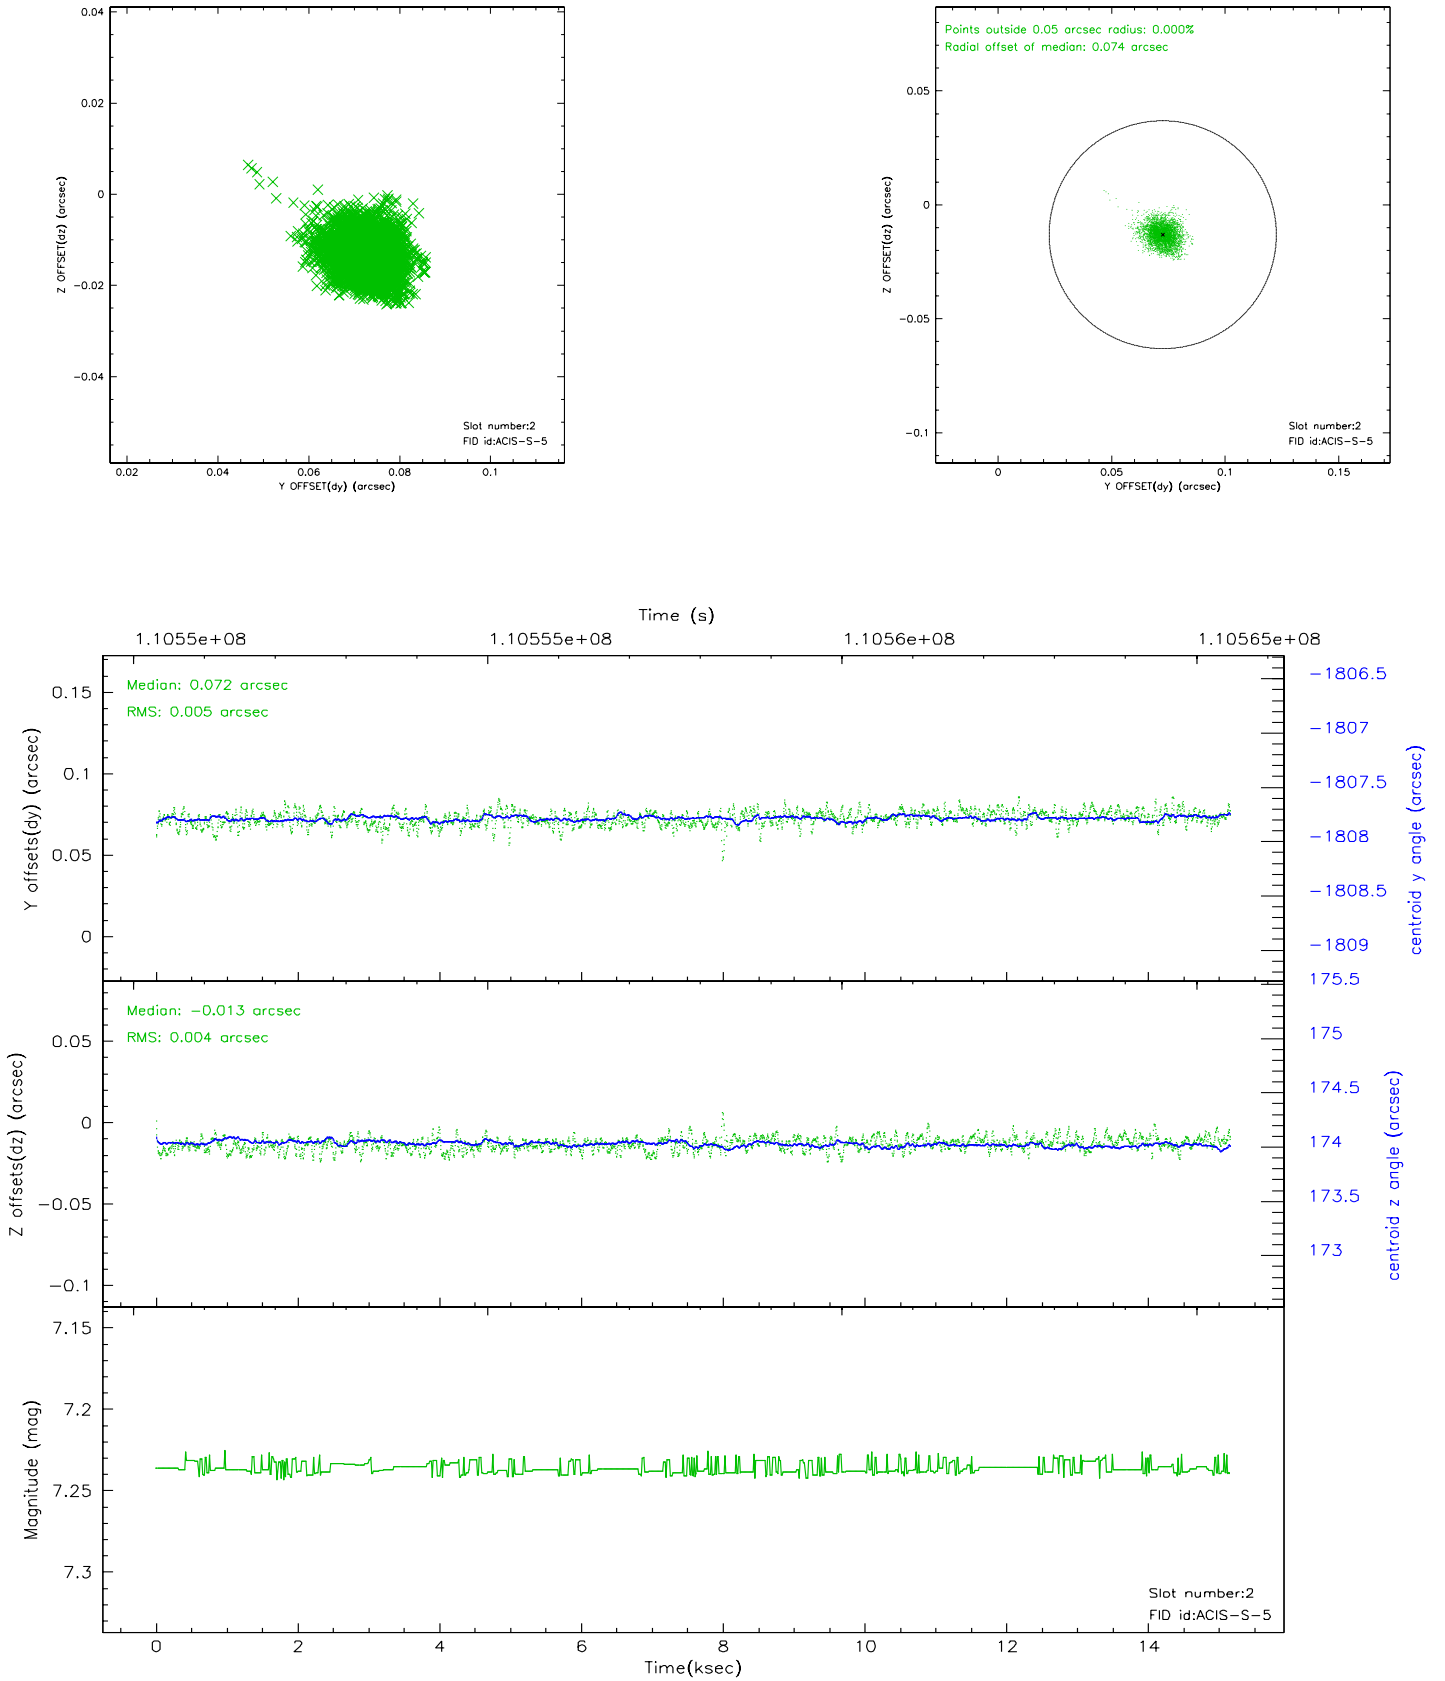 0.04
0.02
0
−0.02
−0.04
Z OFFSET(dz) (arcsec)
Slot number:2
FID id:ACIS−S−5
0.02
0.04
0.06
0.08
0.1
Y OFFSET(dy) (arcsec)
Points outside 0.05 arcsec radius: 0.000%
Radial offset of median: 0.074 arcsec
0.05
0
−0.05
−0.1
Z OFFSET(dz) (arcsec)
Slot number:2
FID id:ACIS−S−5
0
0.05
0.1
0.15
Y OFFSET(dy) (arcsec)
Time (s)
1.1055e+08
1.10555e+08
1.1056e+08
1.10565e+08
Median: 0.072 arcsec
RMS: 0.005 arcsec
0.15
0.1
0.05
0
Y offsets(dy) (arcsec)
−1806.5
−1807
−1807.5
−1808
−1808.5
−1809
centroid y angle (arcsec)
Median: −0.013 arcsec
RMS: 0.004 arcsec
0.05
0
−0.05
−0.1
Z offsets(dz) (arcsec)
175.5
175
174.5
174
173.5
173
centroid z angle (arcsec)
7.15
7.2
7.25
7.3
Magnitude (mag)
Slot number:2
FID id:ACIS−S−5
0
2
4
6
8
10
12
14
Time(ksec)